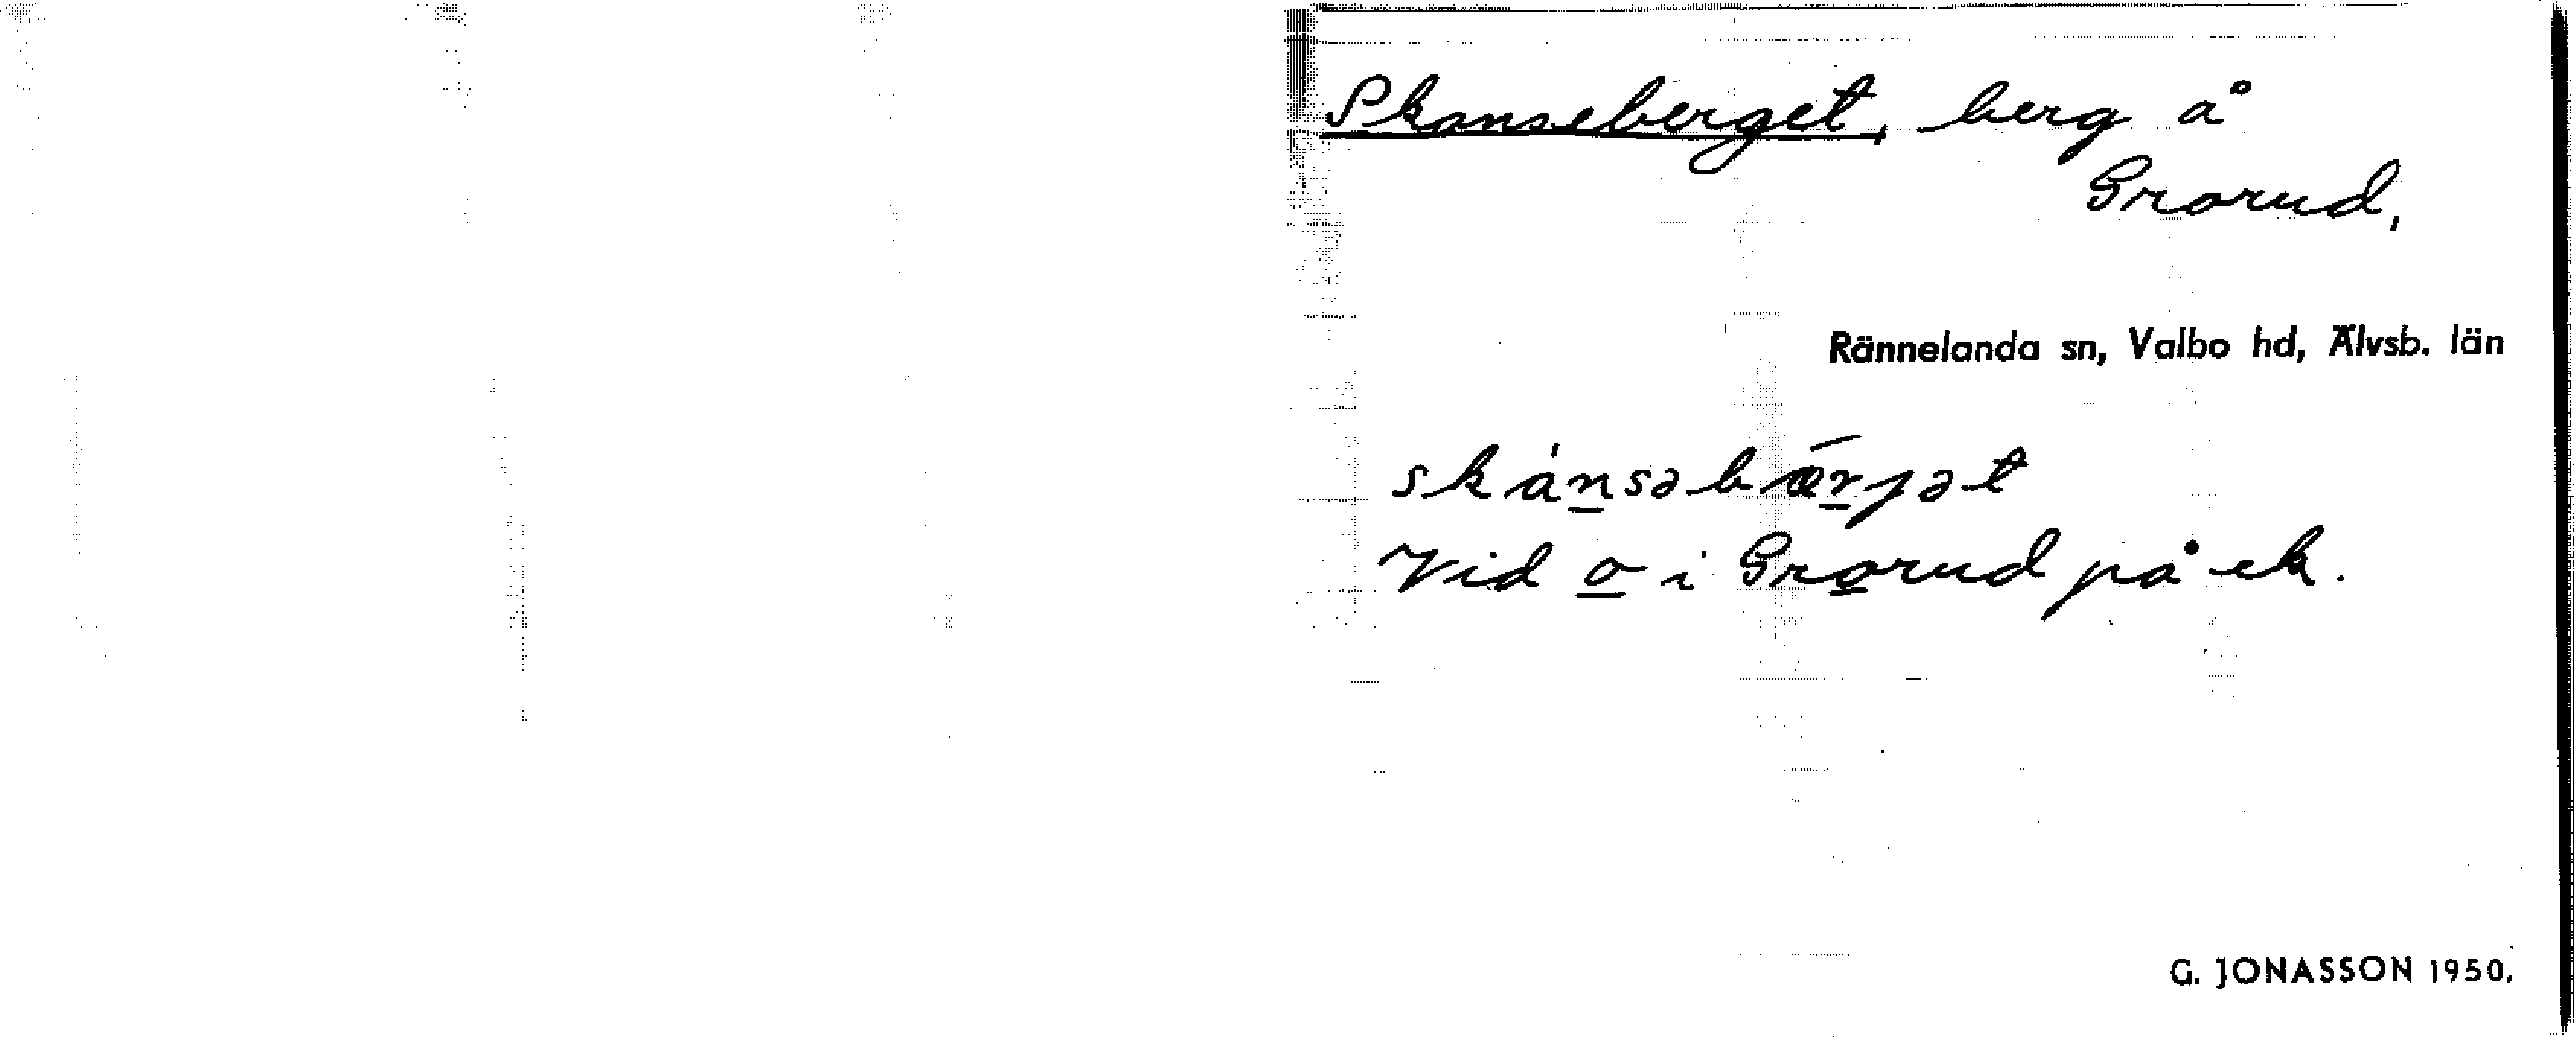 Skanseberget, berg å
Grorud,
Rännelanda sn, Valbo hd, Älvsb. län
skánsəbærjət
Vid o i Grorud på ek.
G. JONASSON 1950.